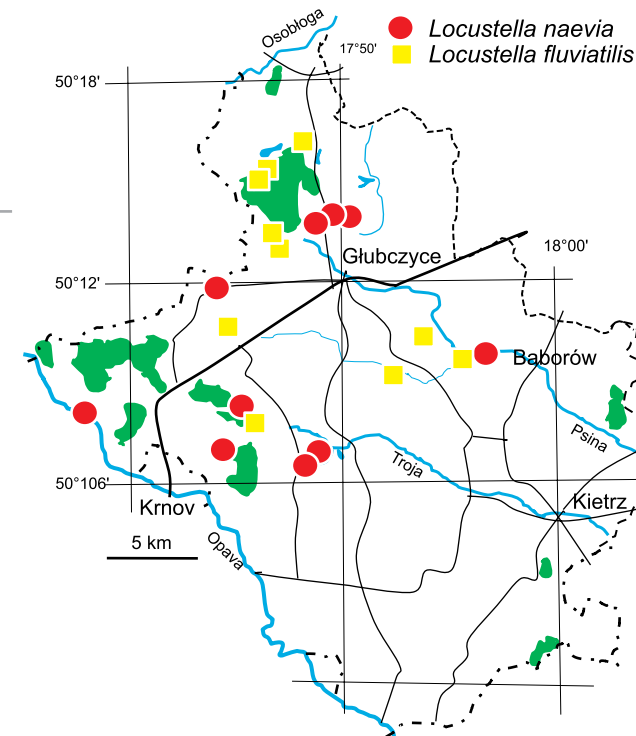 Osobłoga
Locustella naevia
Locustella fluviatilis
17°50'
50°18'
18°00'
Głubczyce
50°12'
Bąborów
Psina
Troja
50°106'
Krnov
Kietrz
5 km
Opava